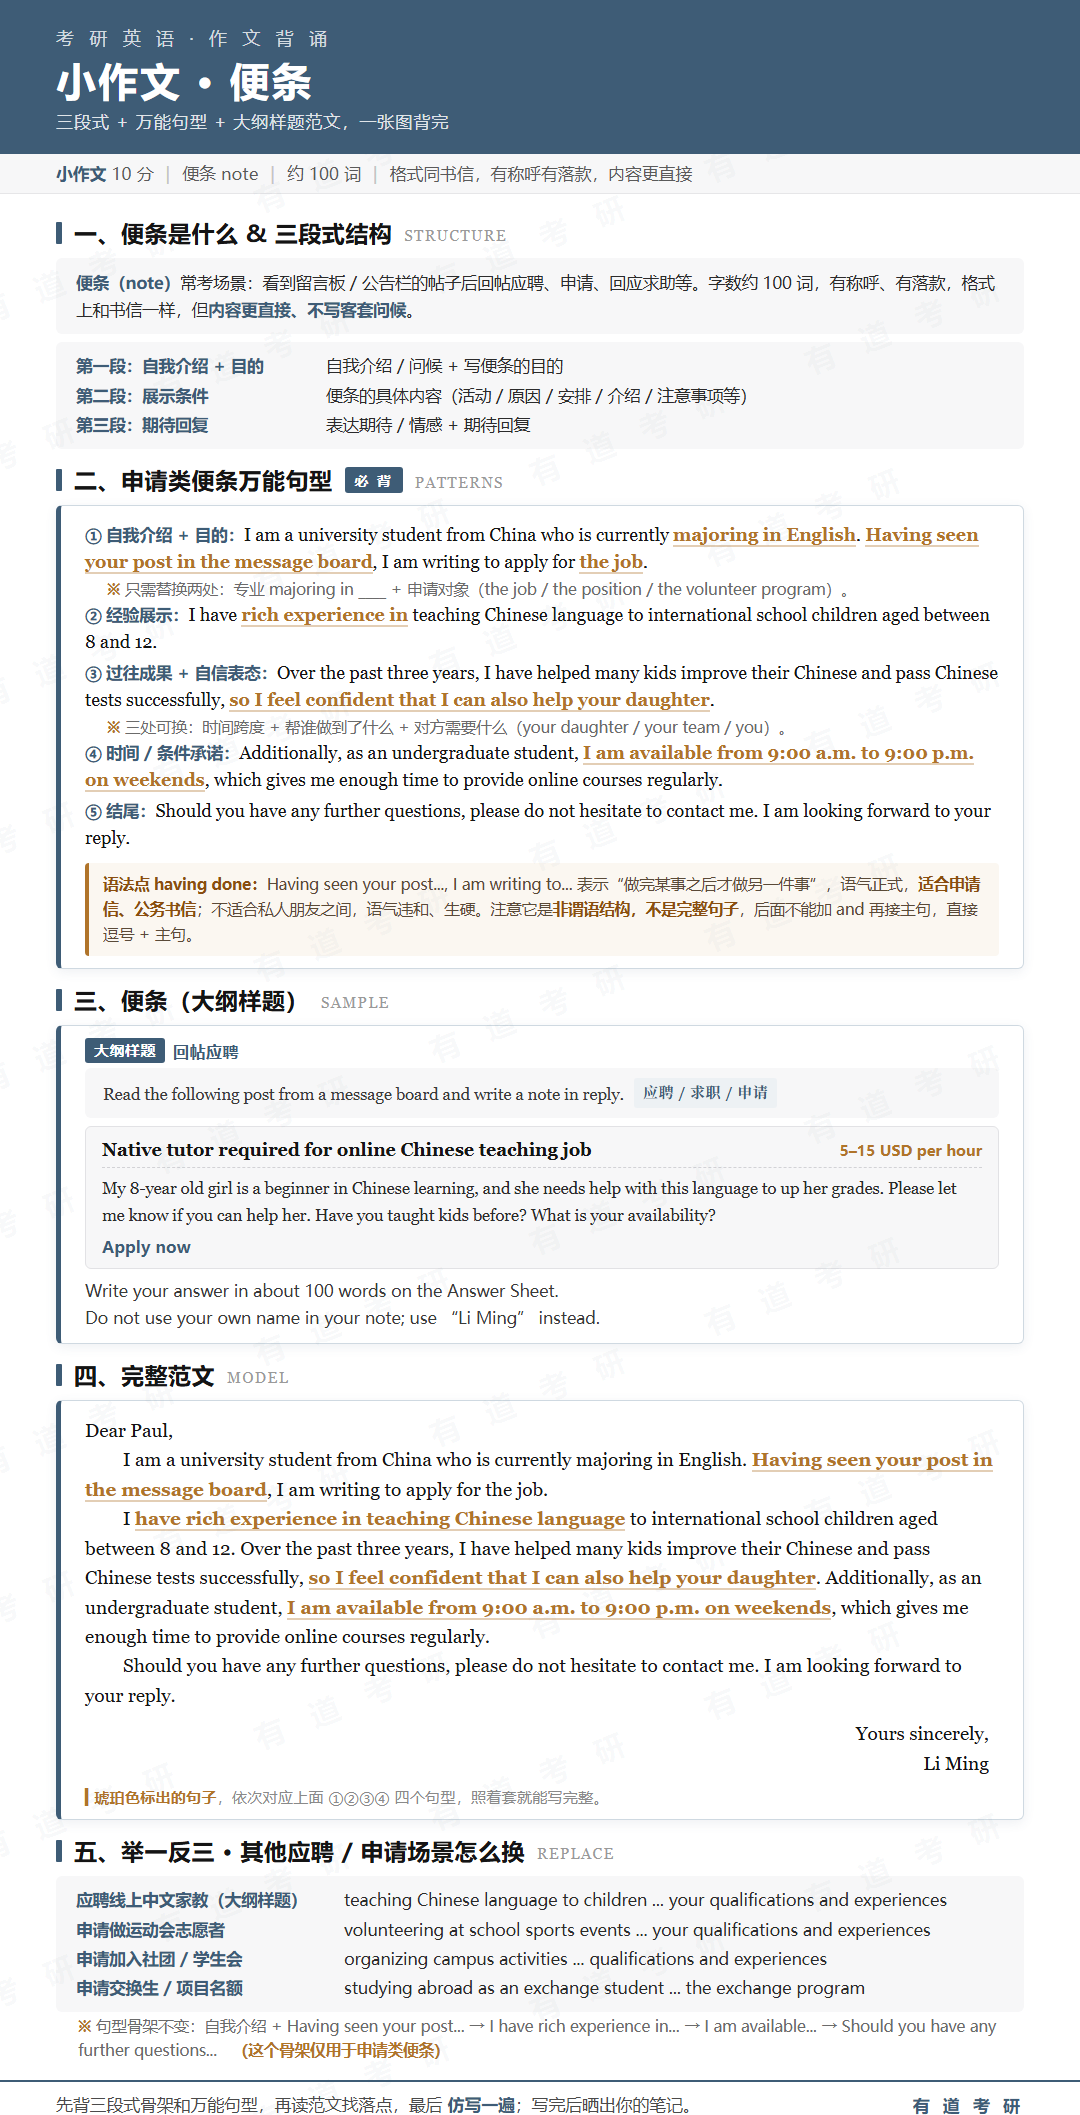 考研英语·作文背诵
小作文·便条
三段式 + 万能句型 + 大纲样题范文，一张图背完
小作文 10 分 | 便条 note | 约 100 词 | 格式同书信，有称呼有落款，内容更直接
一、便条是什么 & 三段式结构 STRUCTURE
便条（note）常考场景：看到留言板 / 公告栏的帖子后回帖应聘、申请、回应求助等。字数约 100 词，有称呼、有落款，格式
上和书信一样，但内容更直接、不写客套问候。
第一段：自我介绍 + 目的 自我介绍 / 问候 + 写便条的目的
第二段：展示条件 便条的具体内容（活动 / 原因 / 安排 / 介绍 / 注意事项等）
第三段：期待回复 表达期待 / 情感 + 期待回复
二、申请类便条万能句型 必背 PATTERNS
① 自我介绍 + 目的：I am a university student from China who is currently majoring in English. Having seen
your post in the message board, I am writing to apply for the job.
※ 只需替换两处：专业 majoring in ___ + 申请对象（the job / the position / the volunteer program）。
② 经验展示：I have rich experience in teaching Chinese language to international school children aged between
8 and 12.
③ 过往成果 + 自信表态：Over the past three years, I have helped many kids improve their Chinese and pass Chinese
tests successfully, so I feel confident that I can also help your daughter.
※ 三处可换：时间跨度 + 帮谁做到了什么 + 对方需要什么（your daughter / your team / you）。
④ 时间 / 条件承诺：Additionally, as an undergraduate student, I am available from 9:00 a.m. to 9:00 p.m.
on weekends, which gives me enough time to provide online courses regularly.
⑤ 结尾：Should you have any further questions, please do not hesitate to contact me. I am looking forward to your
reply.
语法点 having done：Having seen your post..., I am writing to... 表示“做完某事之后才做另一件事”，语气正式，适合申请
信、公务书信；不适合私人朋友之间，语气违和、生硬。注意它是非谓语结构，不是完整句子，后面不能加 and 再接主句，直接
逗号 + 主句。
三、便条（大纲样题） SAMPLE
大纲样题 回帖应聘
Read the following post from a message board and write a note in reply. 应聘 / 求职 / 申请
Native tutor required for online Chinese teaching job 5–15 USD per hour
My 8-year old girl is a beginner in Chinese learning, and she needs help with this language to up her grades. Please let
me know if you can help her. Have you taught kids before? What is your availability?
Apply now
Write your answer in about 100 words on the Answer Sheet.
Do not use your own name in your note; use “Li Ming” instead.
四、完整范文 MODEL
Dear Paul,
I am a university student from China who is currently majoring in English. Having seen your post in
the message board, I am writing to apply for the job.
I have rich experience in teaching Chinese language to international school children aged
between 8 and 12. Over the past three years, I have helped many kids improve their Chinese and pass
Chinese tests successfully, so I feel confident that I can also help your daughter. Additionally, as an
undergraduate student, I am available from 9:00 a.m. to 9:00 p.m. on weekends, which gives me
enough time to provide online courses regularly.
Should you have any further questions, please do not hesitate to contact me. I am looking forward to
your reply.
Yours sincerely,
Li Ming
琥珀色标出的句子，依次对应上面 ①②③④ 四个句型，照着套就能写完整。
五、举一反三·其他应聘 / 申请场景怎么换 REPLACE
应聘线上中文家教（大纲样题） teaching Chinese language to children ... your qualifications and experiences
申请做运动会志愿者 volunteering at school sports events ... your qualifications and experiences
申请加入社团 / 学生会 organizing campus activities ... qualifications and experiences
申请交换生 / 项目名额 studying abroad as an exchange student ... the exchange program
※ 句型骨架不变：自我介绍 + Having seen your post... → I have rich experience in... → I am available... → Should you have any
further questions... （这个骨架仅用于申请类便条）
先背三段式骨架和万能句型，再读范文找落点，最后 仿写一遍；写完后晒出你的笔记。 有道考研